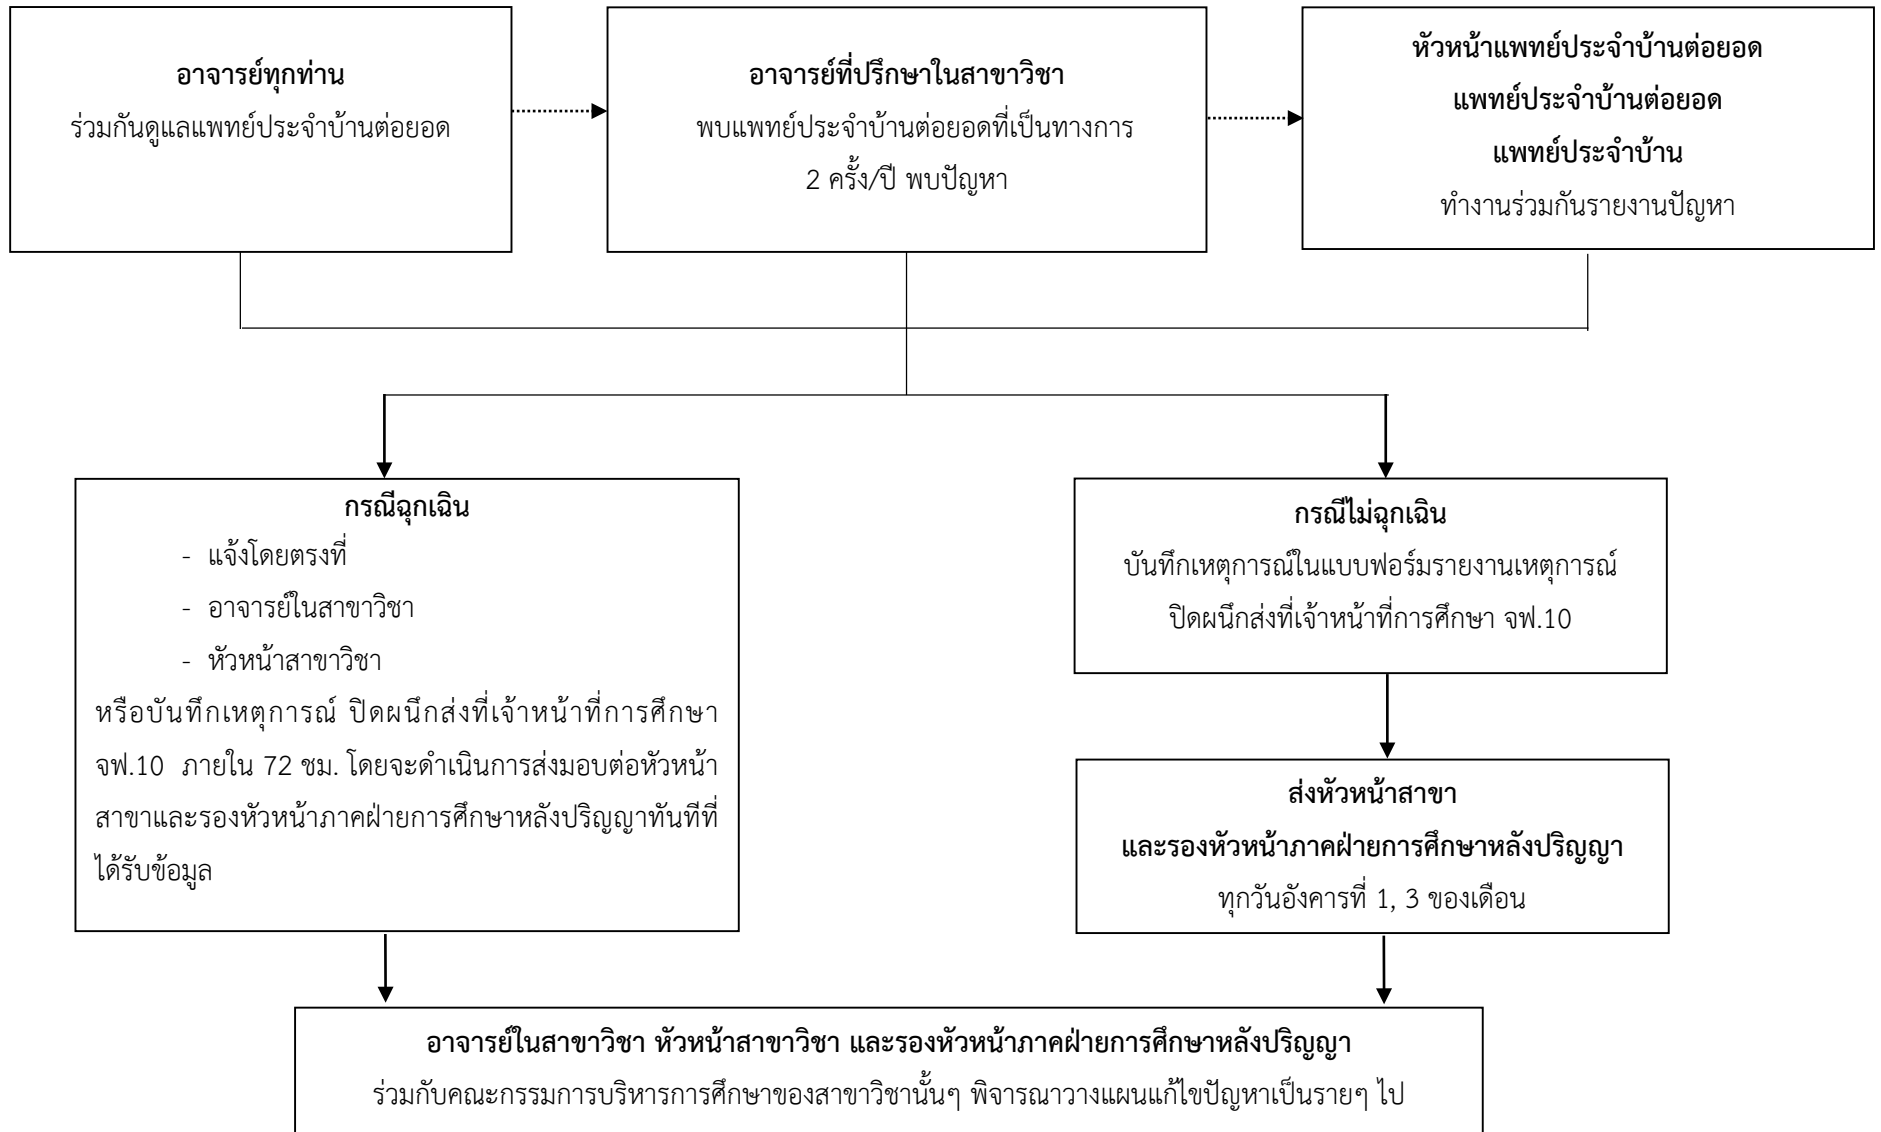 อาจารย์ทุกท่าน
ร่วมกันดูแลแพทย์ประจำบ้านต่อยอด
อาจารย์ที่ปรึกษาในสาขาวิชา
พบแพทย์ประจำบ้านต่อยอดที่เป็นทางการ
2 ครั้ง/ปี พบปัญหา
หัวหน้าแพทย์ประจำบ้านต่อยอด
แพทย์ประจำบ้านต่อยอด
แพทย์ประจำบ้าน
ทำงานร่วมกันรายงานปัญหา
กรณีฉุกเฉิน
- แจ้งโดยตรงที่
- อาจารย์ในสาขาวิชา
- หัวหน้าสาขาวิชา
หรือบันทึกเหตุการณ์ ปิดผนึกส่งที่เจ้าหน้าที่การศึกษา
จฟ.10 ภายใน 72 ชม. โดยจะดำเนินการส่งมอบต่อหัวหน้า
สาขาและรองหัวหน้าภาคฝ่ายการศึกษาหลังปริญญาทันทีที่
ได้รับข้อมูล
กรณีไม่ฉุกเฉิน
บันทึกเหตุการณ์ในแบบฟอร์มรายงานเหตุการณ์
ปิดผนึกส่งที่เจ้าหน้าที่การศึกษา จฟ.10
ส่งหัวหน้าสาขา
และรองหัวหน้าภาคฝ่ายการศึกษาหลังปริญญา
ทุกวันอังคารที่ 1, 3 ของเดือน
อาจารย์ในสาขาวิชา หัวหน้าสาขาวิชา และรองหัวหน้าภาคฝ่ายการศึกษาหลังปริญญา
ร่วมกับคณะกรรมการบริหารการศึกษาของสาขาวิชานั้นๆ พิจารณาวางแผนแก้ไขปัญหาเป็นรายๆ ไป